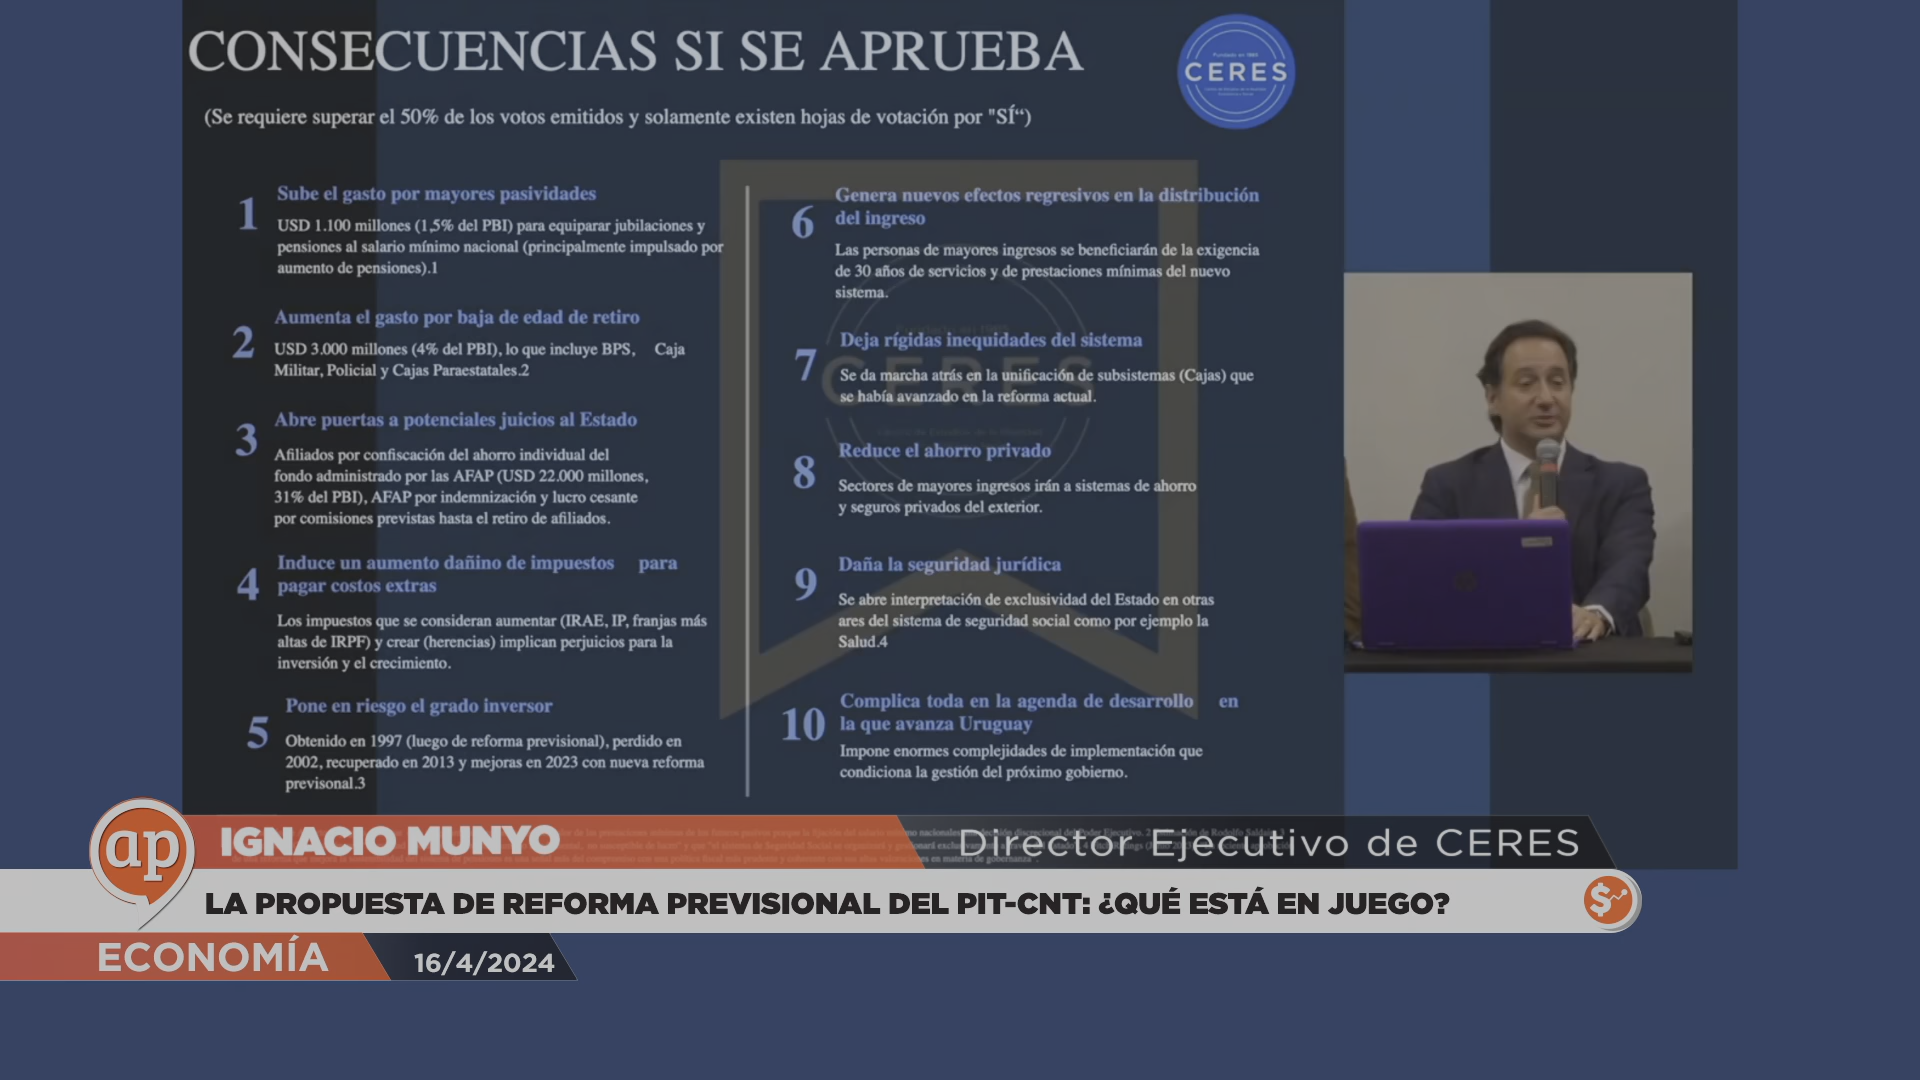 CONSECUENCIAS SI SE APRUEBA
CERES
(Se requiere superar el 50% de los votos emitidos y solamente existen hojas de votación por "SÍ“)
1
Sube el gasto por mayores pasividades
USD 1.100 millones (1,5% del PBI) para equiparar jubilaciones y
pensiones al salario mínimo nacional (principalmente impulsado por
aumento de pensiones).1
2
Aumenta el gasto por baja de edad de retiro
USD 3.000 millones (4% del PBI), lo que incluye BPS, Caja
Militar, Policial y Cajas Paraestatales.2
3
Abre puertas a potenciales juicios al Estado
Afiliados por confiscación del ahorro individual del
fondo administrado por las AFAP (USD 22.000 millones,
31% del PBI), AFAP por indemnización y lucro cesante
por comisiones previstas hasta el retiro de afiliados.
4
Induce un aumento dañino de impuestos para
pagar costos extras
Los impuestos que se consideran aumentar (IRAE, IP, franjas más
altas de IRPF) y crear (herencias) implican perjuicios para la
inversión y el crecimiento.
5
Pone en riesgo el grado inversor
Obtenido en 1997 (luego de reforma previsional), perdido en
2002, recuperado en 2013 y mejoras en 2023 con nueva reforma
previsonal.3
6
Genera nuevos efectos regresivos en la distribución
del ingreso
Las personas de mayores ingresos se beneficiarán de la exigencia
de 30 años de servicios y de prestaciones mínimas del nuevo
sistema.
7
Deja rígidas inequidades del sistema
Se da marcha atrás en la unificación de subsistemas (Cajas) que
se había avanzado en la reforma actual.
CERES
8
Reduce el ahorro privado
Sectores de mayores ingresos irán a sistemas de ahorro
y seguros privados del exterior.
9
Daña la seguridad jurídica
Se abre interpretación de exclusividad del Estado en otras
ares del sistema de seguridad social como por ejemplo la
Salud.4
10
Complica toda en la agenda de desarrollo en
la que avanza Uruguay
Impone enormes complejidades de implementación que
condiciona la gestión del próximo gobierno.
ap
IGNACIO MUNYO
Director Ejecutivo de CERES
LA PROPUESTA DE REFORMA PREVISIONAL DEL PIT-CNT: ¿QUÉ ESTÁ EN JUEGO?
$
ECONOMÍA
16/4/2024